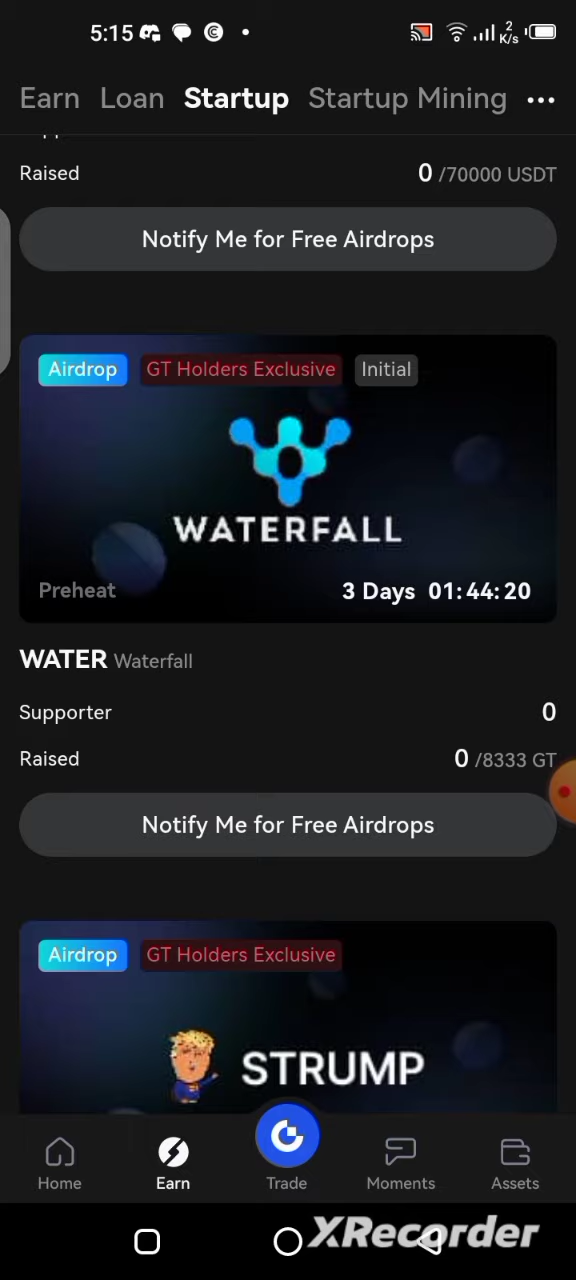 5:15
2
K/s
Earn Loan Startup Startup Mining
Raised 0 /70000 USDT
Notify Me for Free Airdrops
Airdrop GT Holders Exclusive Initial
WATERFALL
Preheat 3 Days 01:44:20
WATER Waterfall
Supporter 0
Raised 0 /8333 GT
Notify Me for Free Airdrops
Airdrop GT Holders Exclusive
STRUMP
Home Earn Trade Moments Assets
XRecorder